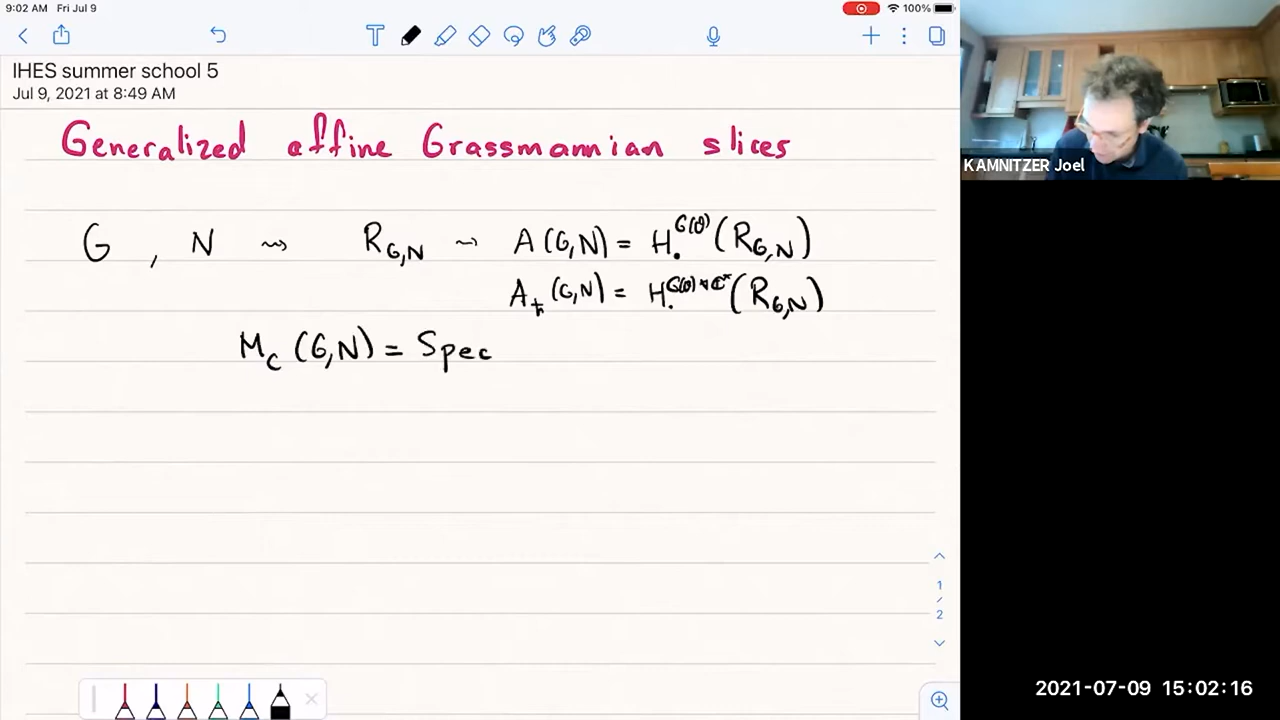 9:02 AM Fri Jul 9
100%
IHES summer school 5
Jul 9, 2021 at 8:49 AM
Generalized affine Grassmannian slices
G , N ⇝ R_{G,N} ⇝ A(G,N) = H_•^{G(O)}(R_{G,N})
A_ħ(G,N) = H_•^{G(O)⋊ℂ^×}(R_{G,N})
M_C(G,N) = Spec
1
/
2
KAMNITZER Joel
2021-07-09 15:02:16